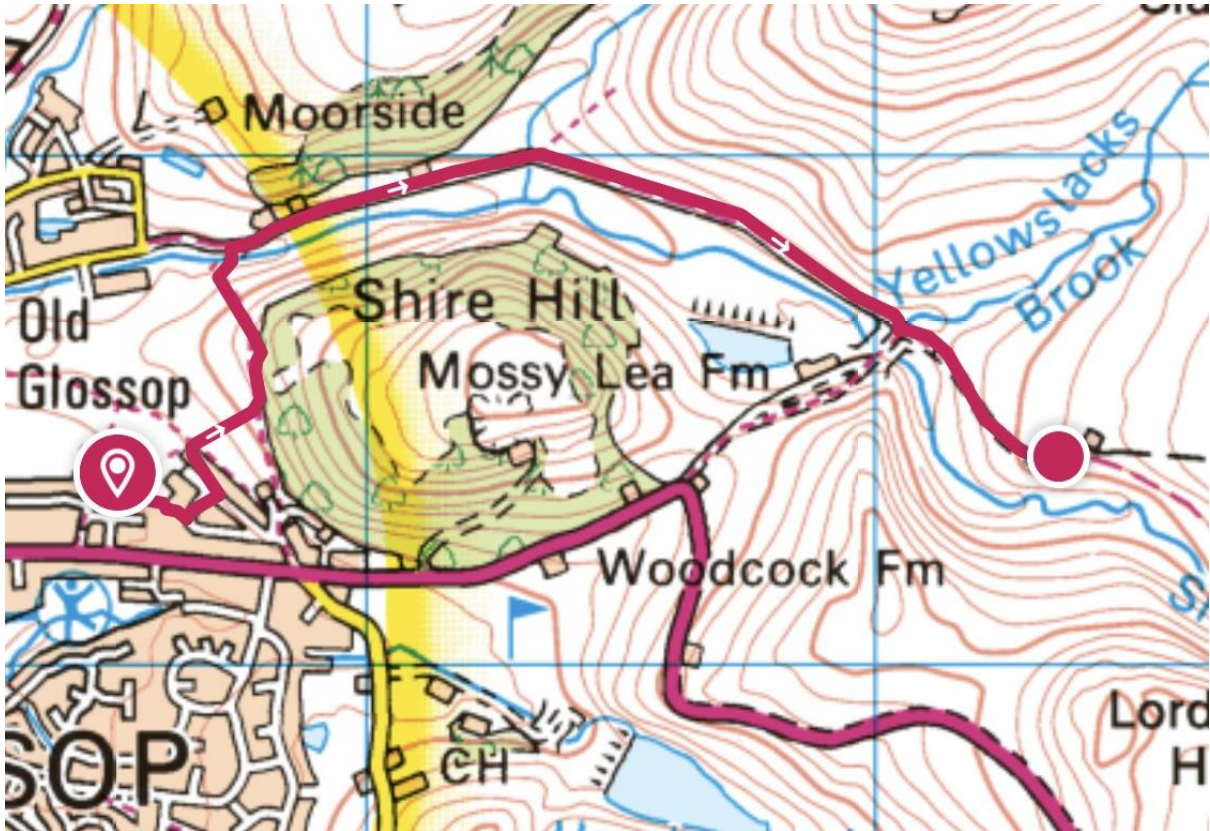 Moorside
Yellowslacks
Brook
Shire Hill
Old
Glossop
Mossy Lea Fm
Woodcock Fm
Lord
H
SOP
CH